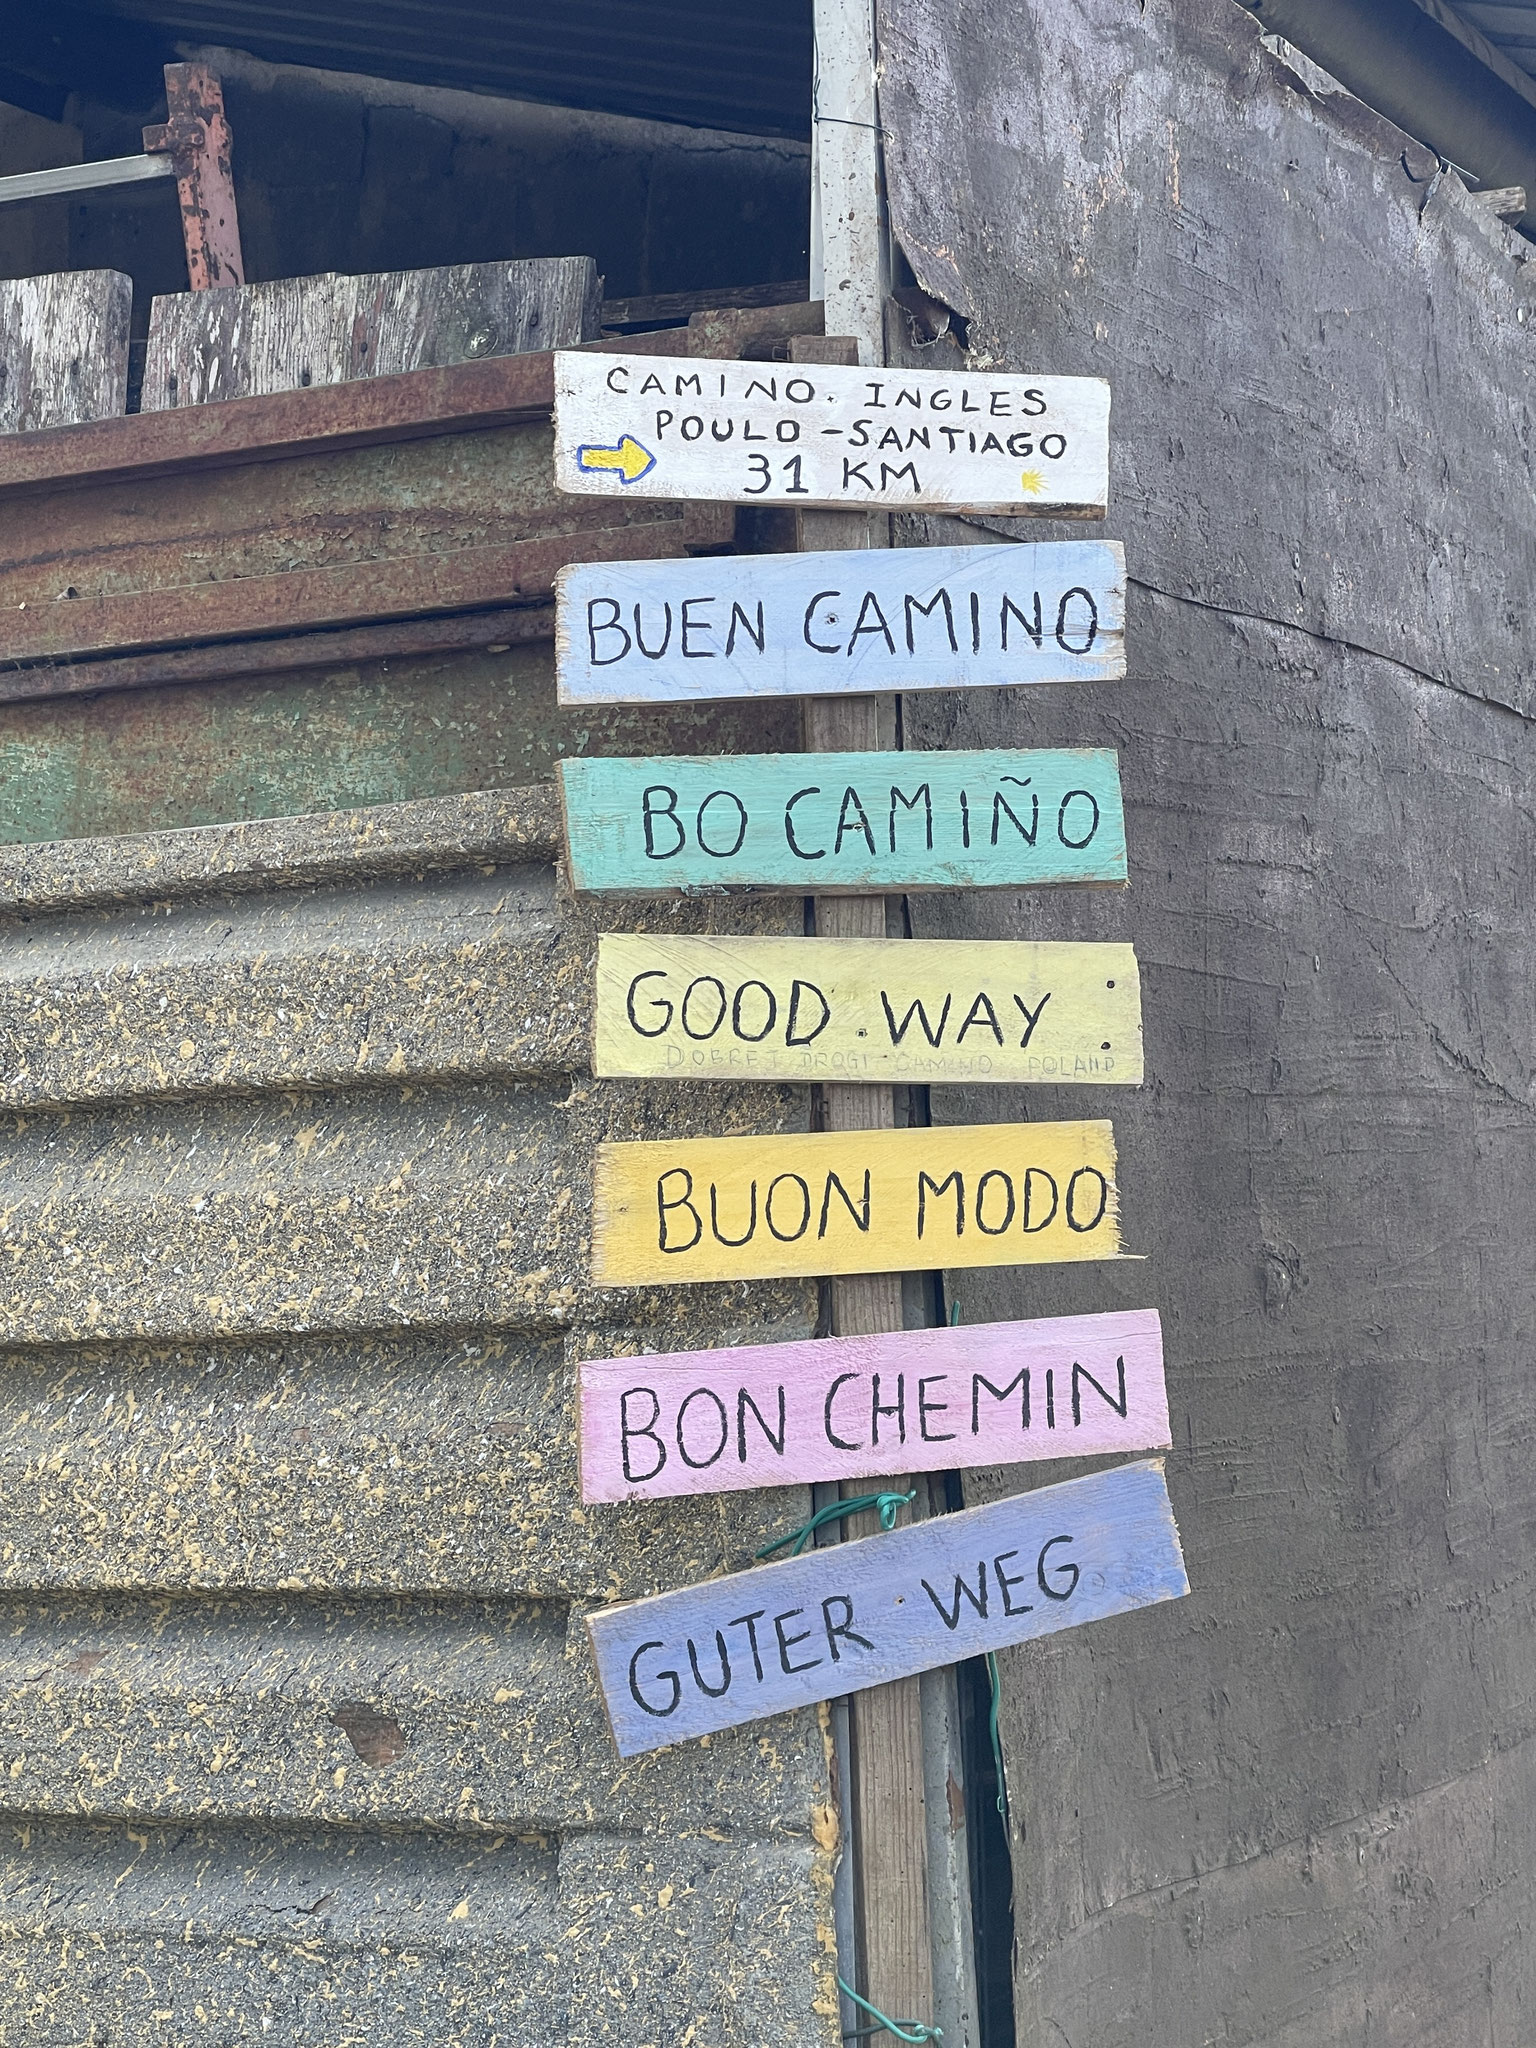 CAMINO. INGLES
POULO - SANTIAGO
31 KM
BUEN CAMINO
BO CAMIÑO
GOOD WAY
DOBREJ DROGI CAMINO POLAND
BUON MODO
BON CHEMIN
GUTER WEG